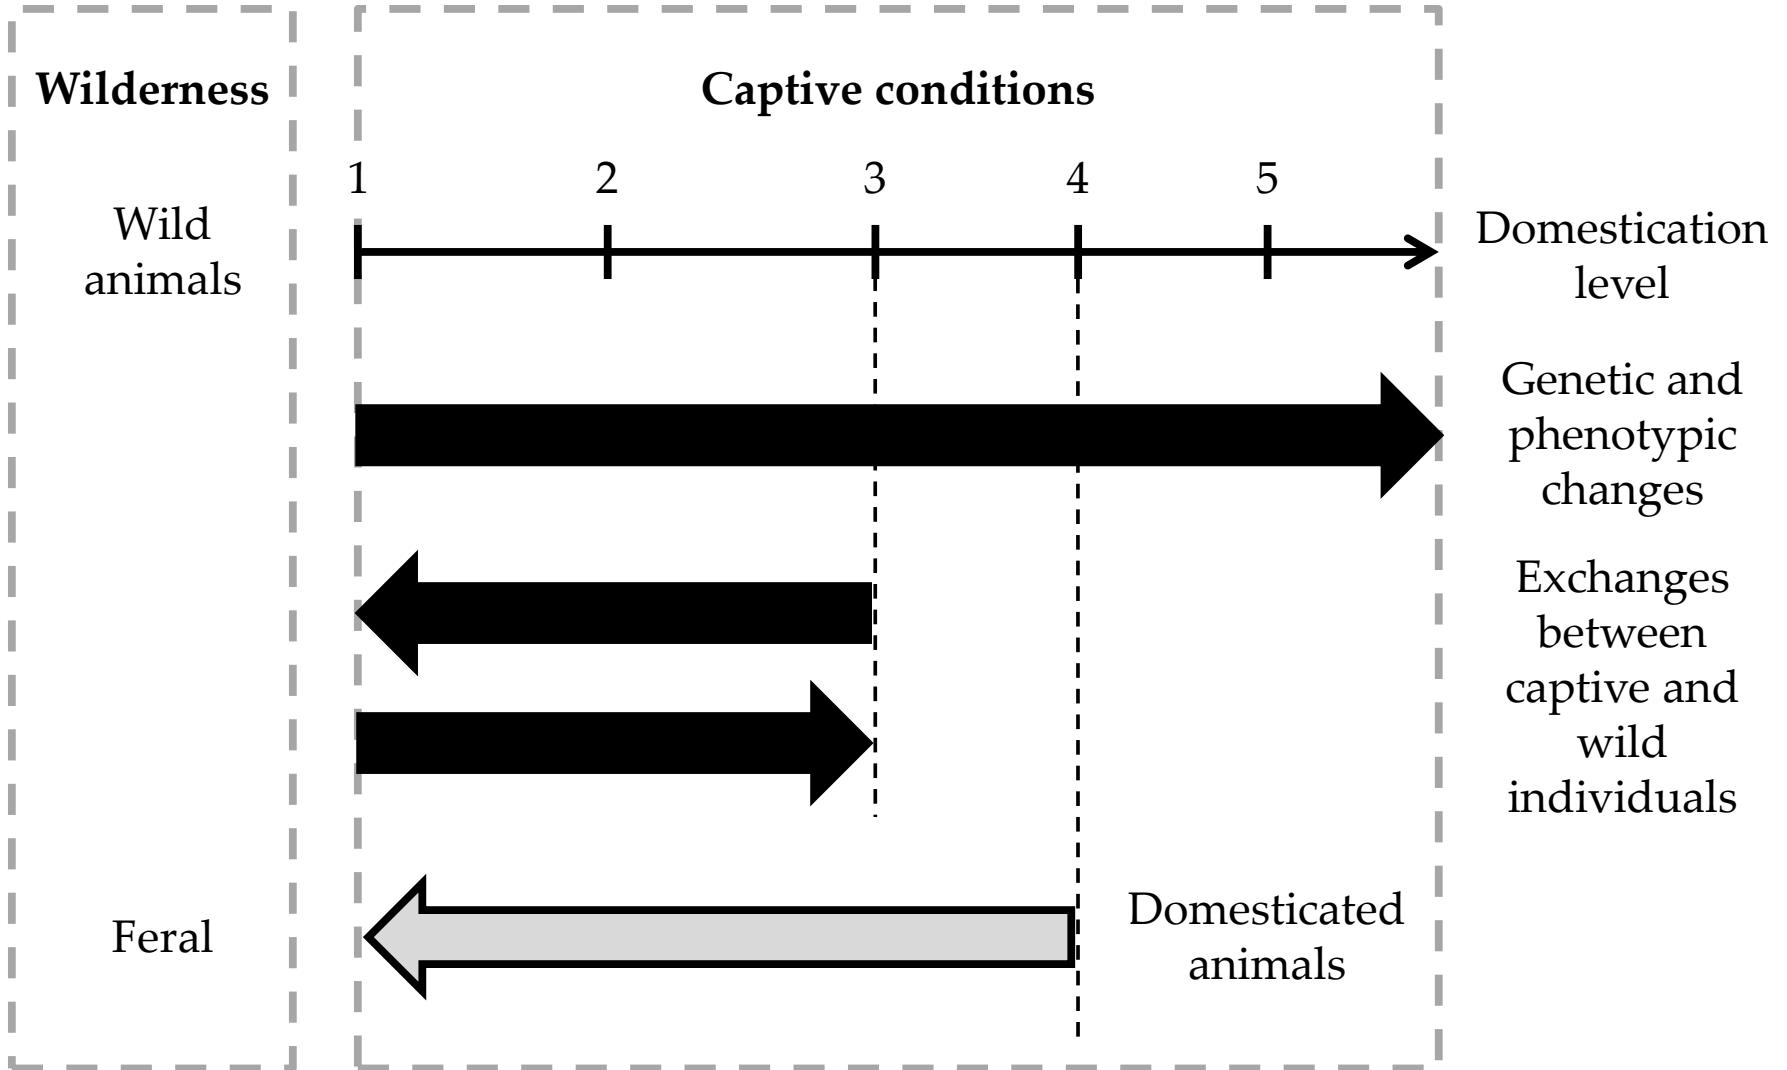 Wilderness
Captive conditions
1 2 3 4 5
Wild
animals
Domestication
level
Genetic and
phenotypic
changes
Exchanges
between
captive and
wild
individuals
Feral
Domesticated
animals